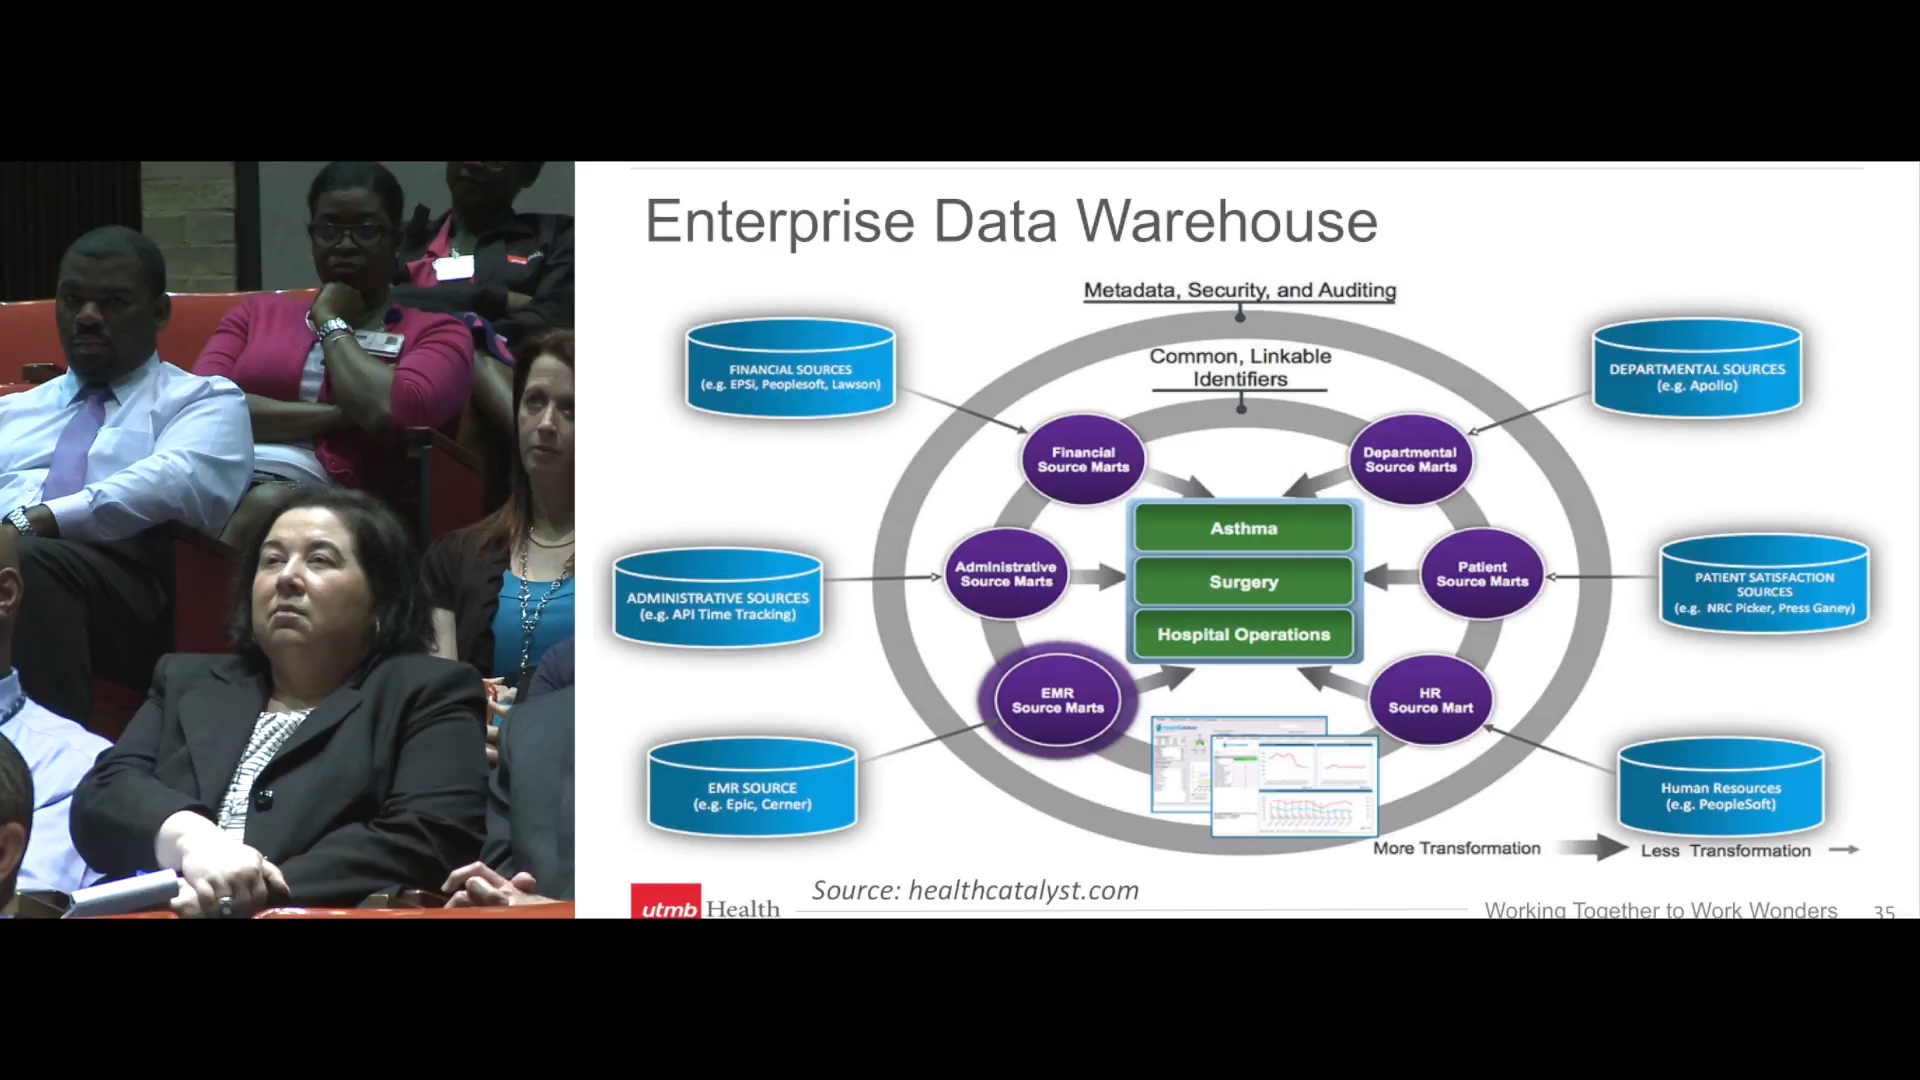 Enterprise Data Warehouse
Metadata, Security, and Auditing
Common, Linkable
Identifiers
FINANCIAL SOURCES
(e.g. EPSi, Peoplesoft, Lawson)
DEPARTMENTAL SOURCES
(e.g. Apollo)
Financial
Source Marts
Departmental
Source Marts
Asthma
Surgery
Hospital Operations
ADMINISTRATIVE SOURCES
(e.g. API Time Tracking)
Administrative
Source Marts
Patient
Source Marts
PATIENT SATISFACTION
SOURCES
(e.g. NRC Picker, Press Ganey)
EMR
Source Marts
HR
Source Mart
EMR SOURCE
(e.g. Epic, Cerner)
Human Resources
(e.g. PeopleSoft)
More Transformation
Less Transformation
Source: healthcatalyst.com
utmb Health
Working Together to Work Wonders
35